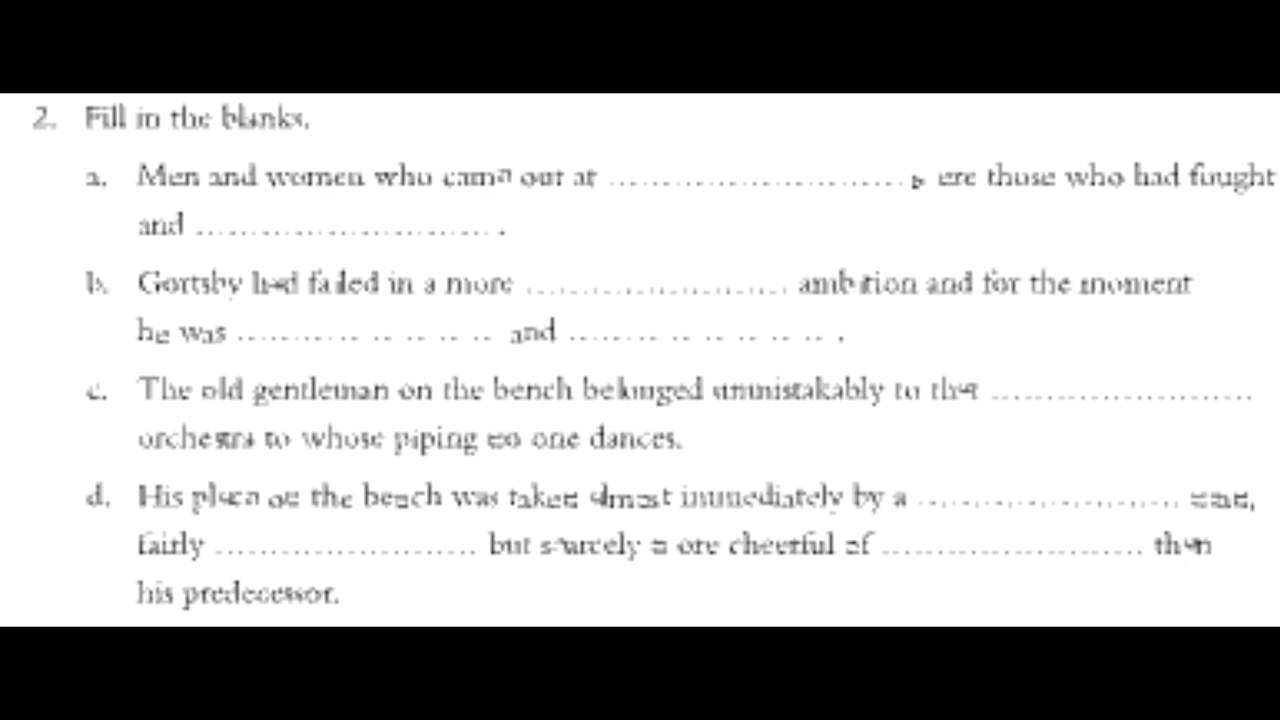 2. Fill in the blanks.
a. Men and women who came out at ........................... were those who had fought
and ........................... .
b. Gortsby had failed in a more ........................ ambition and for the moment
he was ........................ and ........................ .
c. The old gentleman on the bench belonged unmistakably to that ........................
orchestra to whose piping no one dances.
d. His place on the bench was taken almost immediately by a ........................ man,
fairly ........................ but scarcely more cheerful of ........................ than
his predecessor.